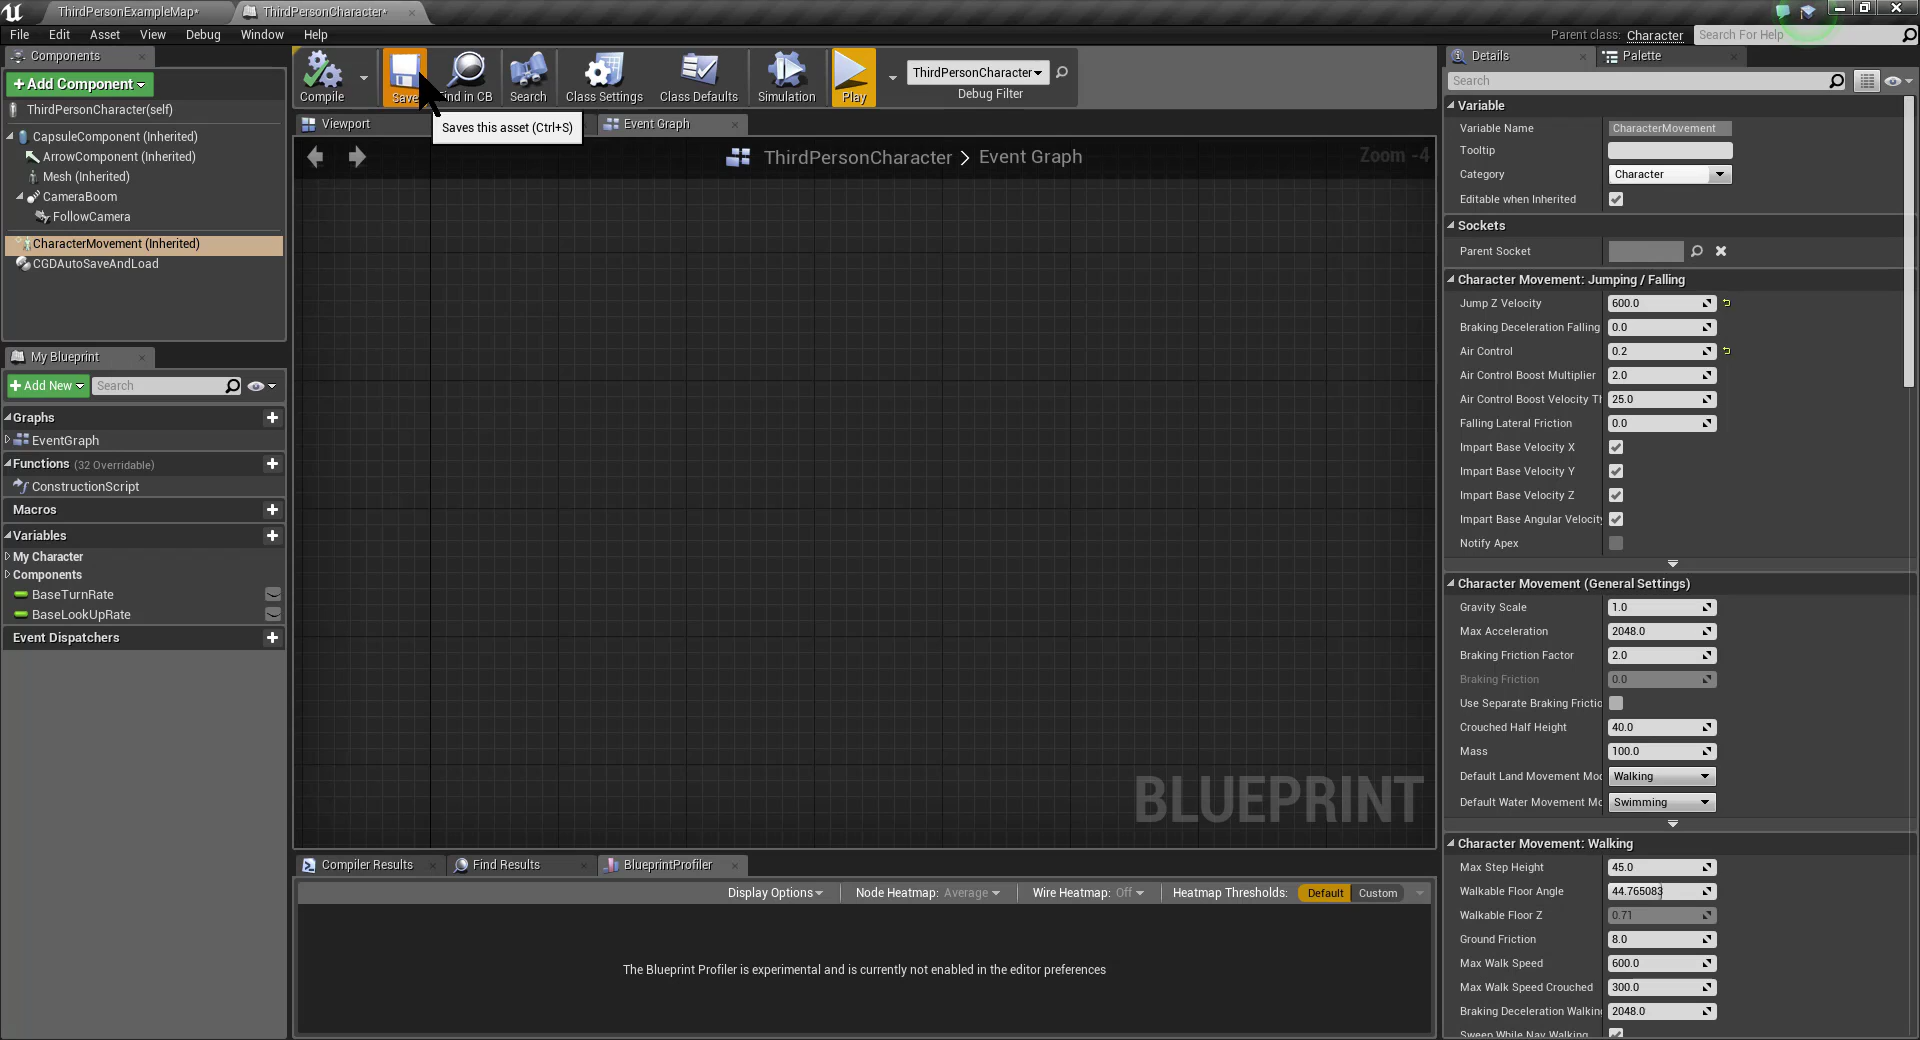 ThirdPersonExampleMap*
ThirdPersonCharacter*
File Edit Asset View Debug Window Help
Parent class: Character
Search For Help
Components
+Add Component
ThirdPersonCharacter(self)
CapsuleComponent (Inherited)
ArrowComponent (Inherited)
Mesh (Inherited)
CameraBoom
FollowCamera
CharacterMovement (Inherited)
CGDAutoSaveAndLoad
My Blueprint
+Add New
Search
Graphs
EventGraph
Functions (32 Overridable)
ConstructionScript
Macros
Variables
My Character
Components
BaseTurnRate
BaseLookUpRate
Event Dispatchers
Compile
Save
Find in CB
Search
Class Settings
Class Defaults
Simulation
Play
ThirdPersonCharacter
Debug Filter
Saves this asset (Ctrl+S)
Viewport
Event Graph
ThirdPersonCharacter > Event Graph
Zoom -4
BLUEPRINT
Compiler Results
Find Results
BlueprintProfiler
Display Options
Node Heatmap: Average
Wire Heatmap: Off
Heatmap Thresholds: Default Custom
The Blueprint Profiler is experimental and is currently not enabled in the editor preferences
Details
Palette
Search
Variable
Variable Name CharacterMovement
Tooltip
Category Character
Editable when Inherited
Sockets
Parent Socket
Character Movement: Jumping / Falling
Jump Z Velocity 600.0
Braking Deceleration Falling 0.0
Air Control 0.2
Air Control Boost Multiplier 2.0
Air Control Boost Velocity Th 25.0
Falling Lateral Friction 0.0
Impart Base Velocity X
Impart Base Velocity Y
Impart Base Velocity Z
Impart Base Angular Velocity
Notify Apex
Character Movement (General Settings)
Gravity Scale 1.0
Max Acceleration 2048.0
Braking Friction Factor 2.0
Braking Friction 0.0
Use Separate Braking Frictio
Crouched Half Height 40.0
Mass 100.0
Default Land Movement Mod Walking
Default Water Movement Mo Swimming
Character Movement: Walking
Max Step Height 45.0
Walkable Floor Angle 44.765083
Walkable Floor Z 0.71
Ground Friction 8.0
Max Walk Speed 600.0
Max Walk Speed Crouched 300.0
Braking Deceleration Walking 2048.0
Sweep While Nav Walking